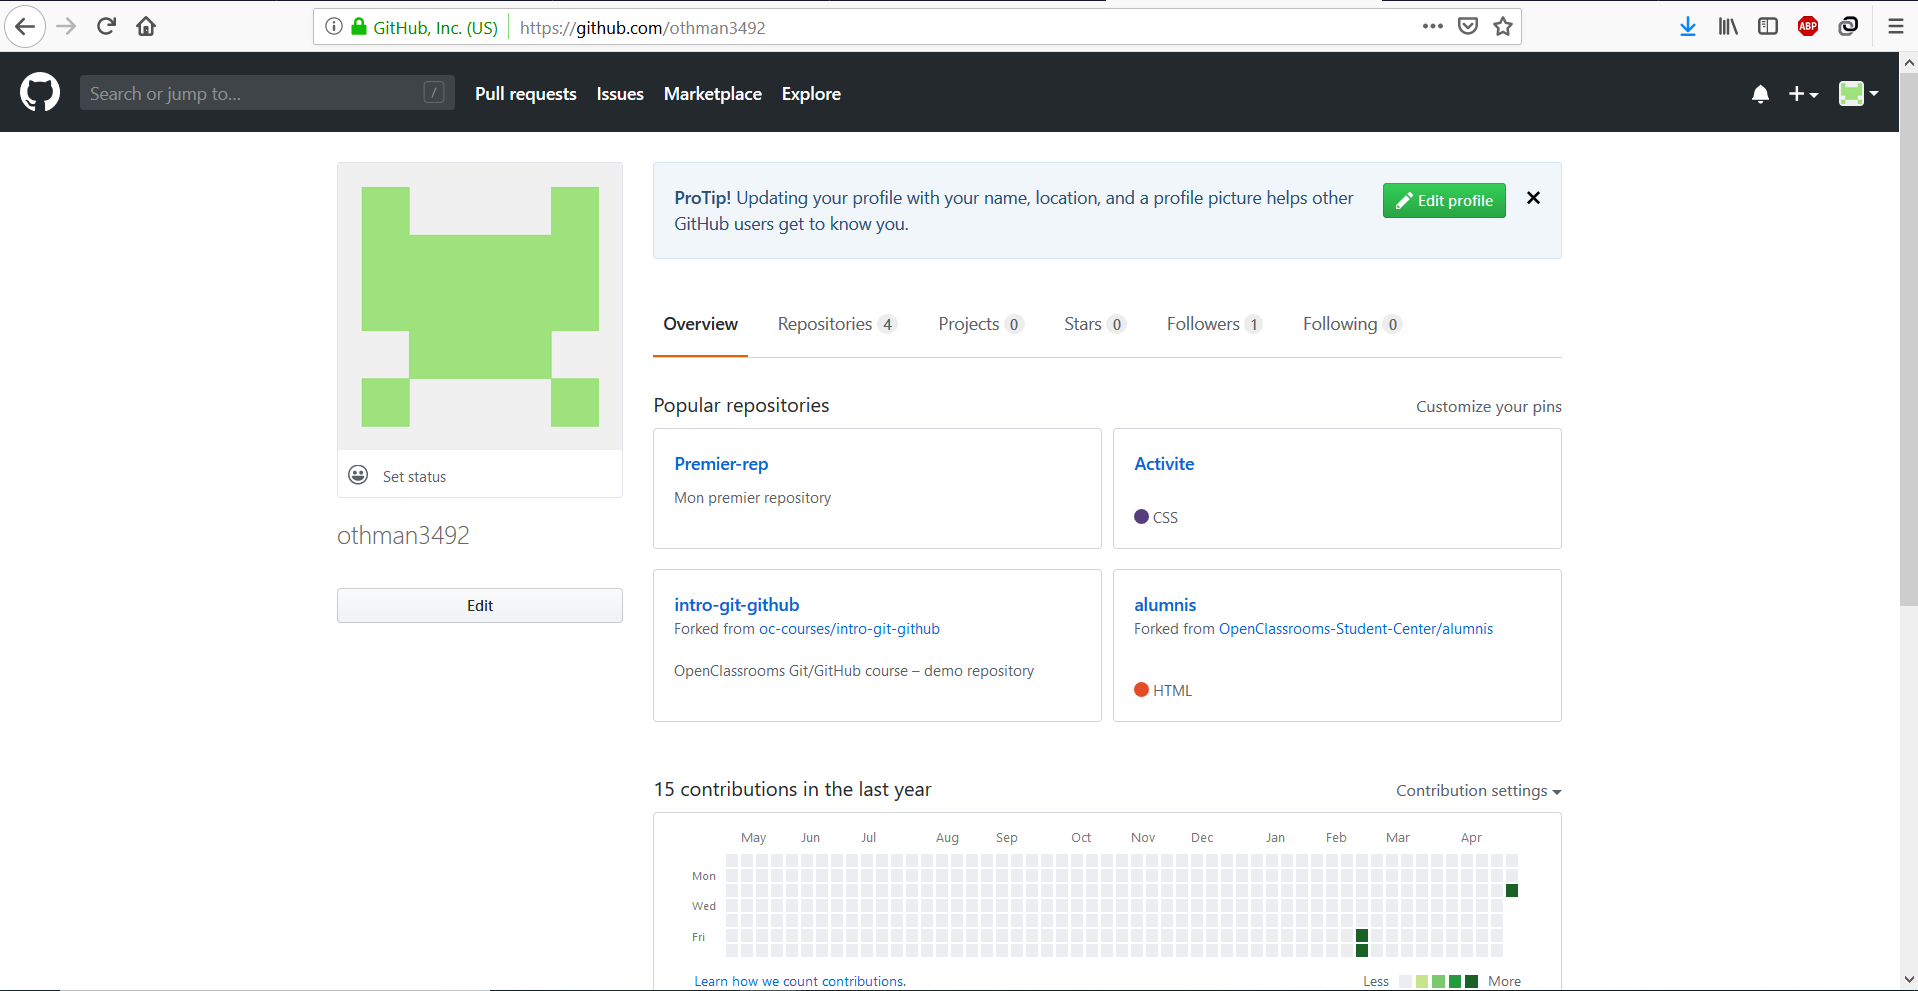 GitHub, Inc. (US) https://github.com/othman3492
ABP
Search or jump to... /
Pull requests Issues Marketplace Explore
ProTip! Updating your profile with your name, location, and a profile picture helps other
GitHub users get to know you.
Edit profile
Set status
othman3492
Edit
Overview Repositories 4 Projects 0 Stars 0 Followers 1 Following 0
Popular repositories Customize your pins
Premier-rep
Mon premier repository
Activite
CSS
intro-git-github
Forked from oc-courses/intro-git-github
OpenClassrooms Git/GitHub course – demo repository
alumnis
Forked from OpenClassrooms-Student-Center/alumnis
HTML
15 contributions in the last year Contribution settings
May Jun Jul Aug Sep Oct Nov Dec Jan Feb Mar Apr
Mon
Wed
Fri
Learn how we count contributions. Less More